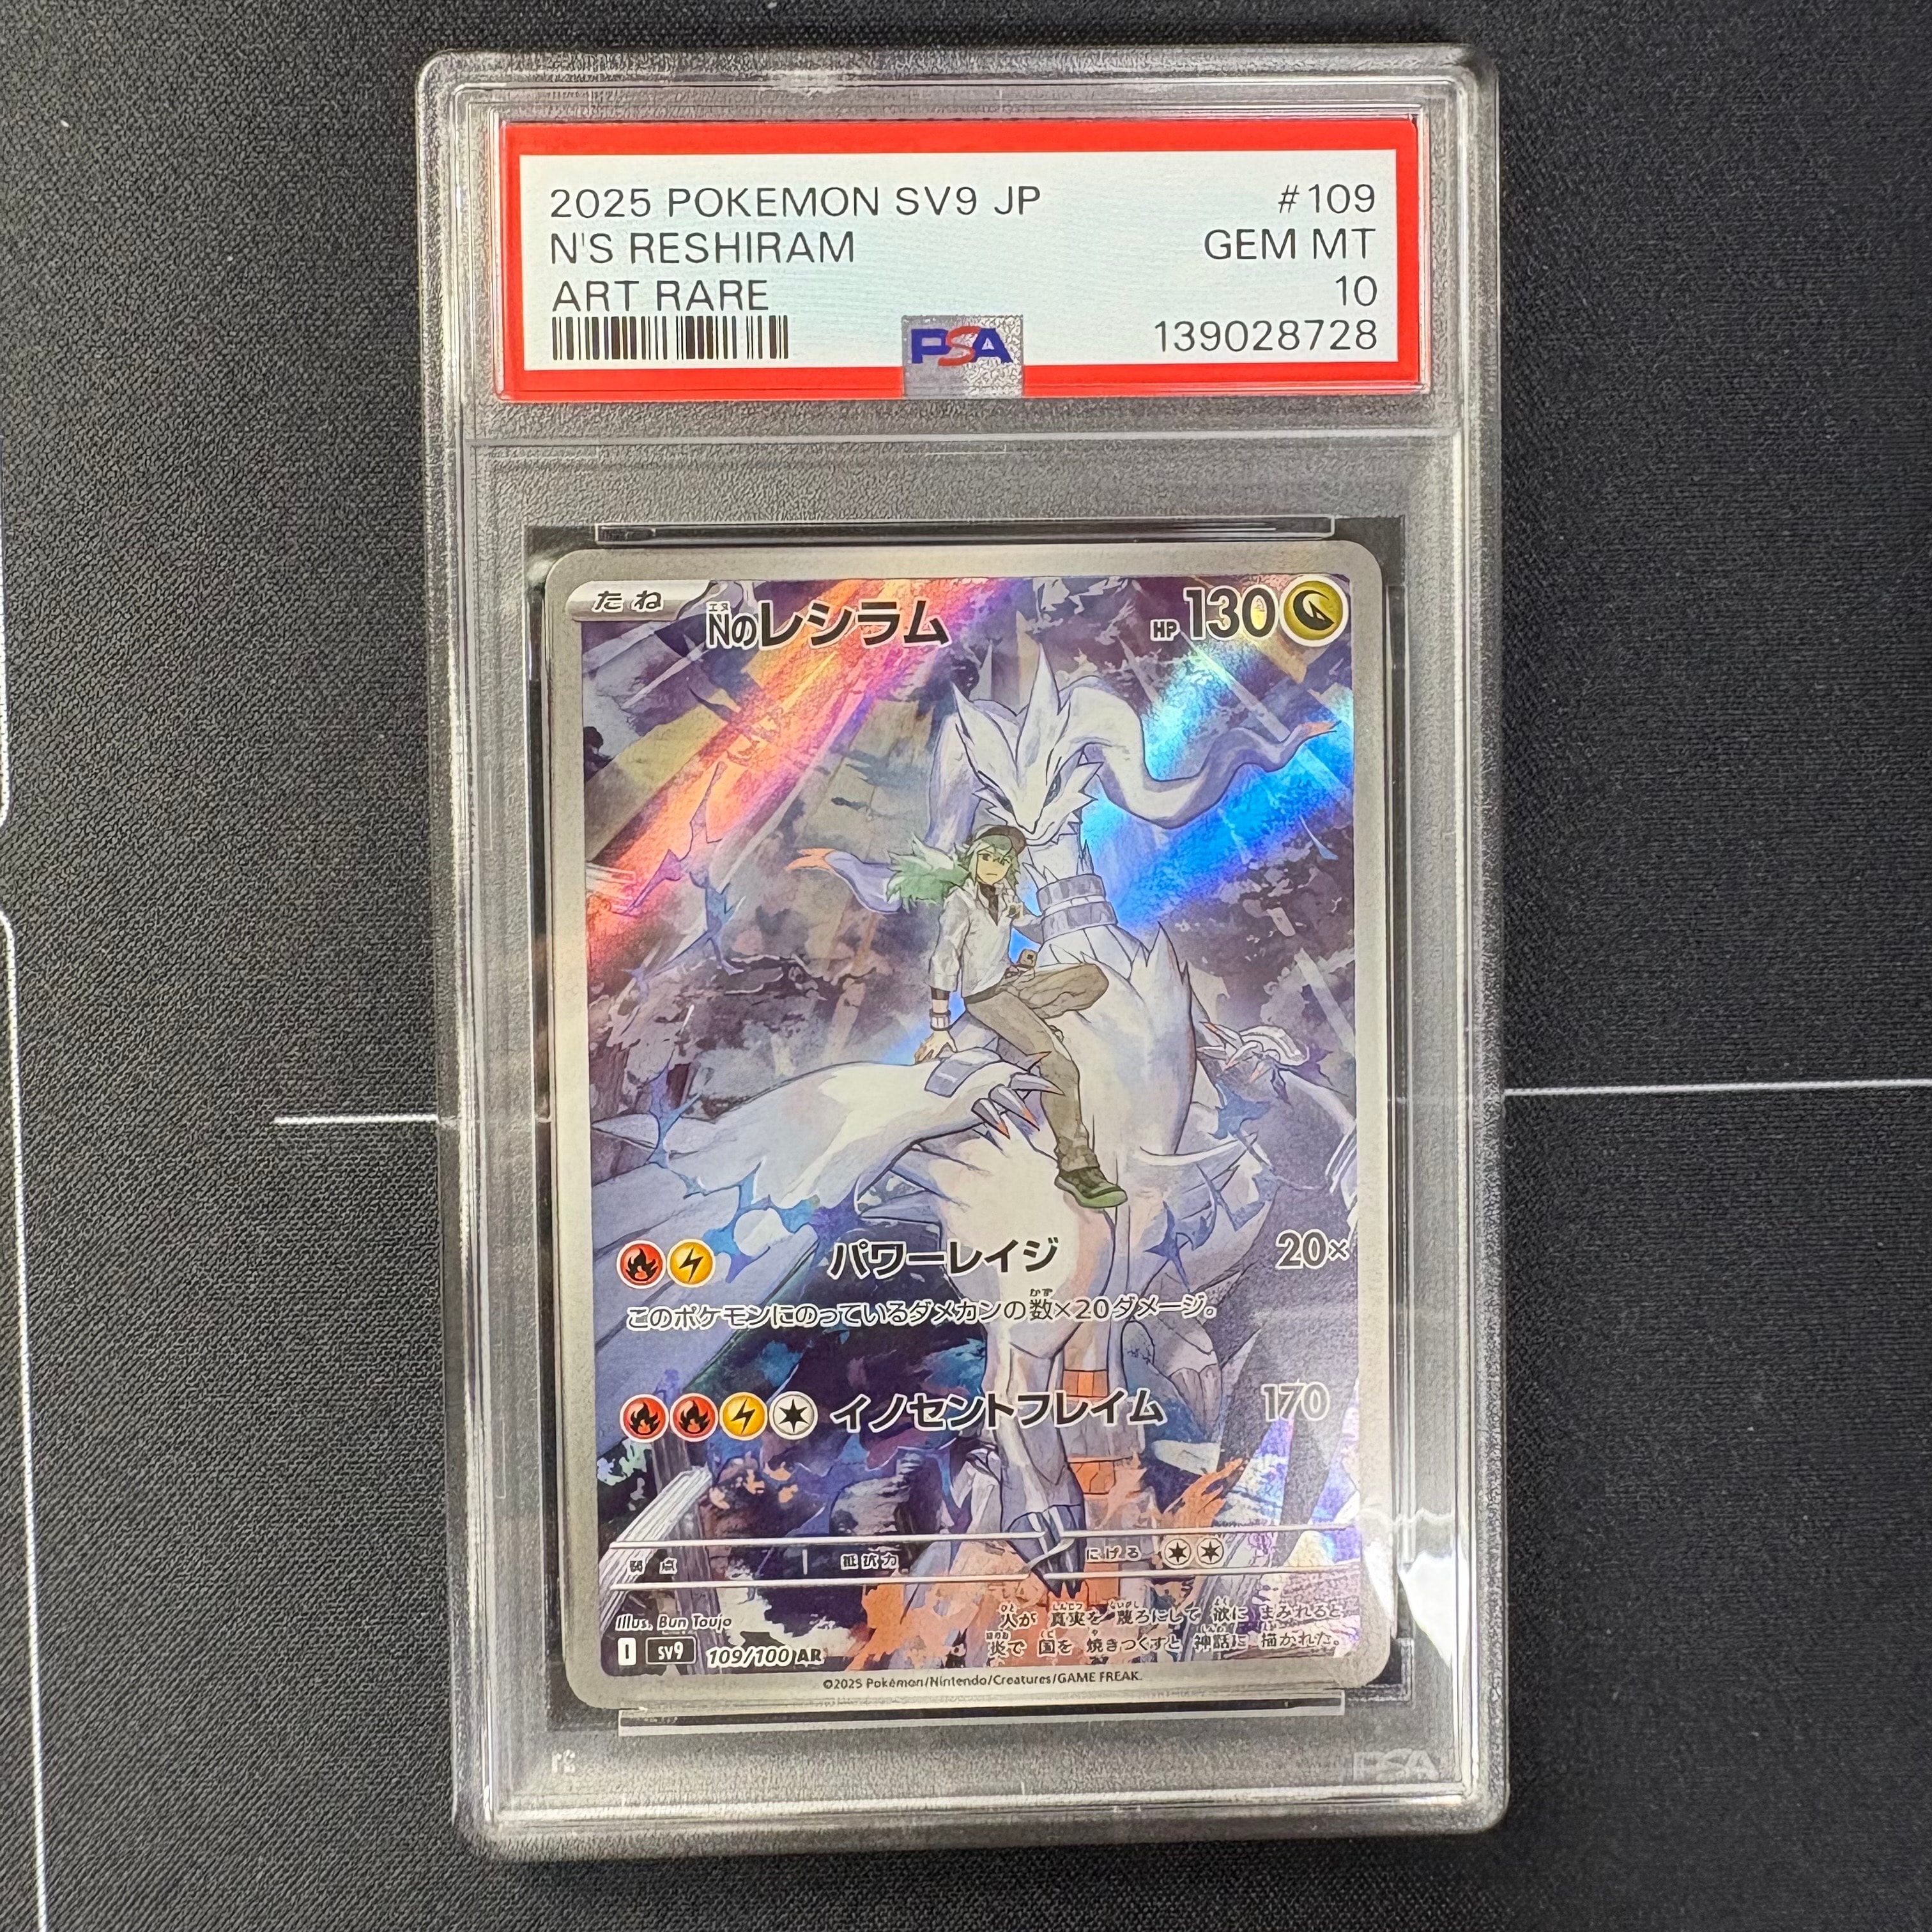 2025 POKEMON SV9 JP #109
N'S RESHIRAM GEM MT
ART RARE 10
PSA 139028728
たね Nのレシラム HP 130
エヌ
パワーレイジ 20×
このポケモンにのっているダメカンの数×20ダメージ。
かず
イノセントフレイム 170
弱点 抵抗力 にげる
Illus. Bun Toujo
人が真実を蔑ろにして欲にまみれると
炎で国を焼きつくすと神話に描かれた。
I sv9 109/100 AR
©2025 Pokémon/Nintendo/Creatures/GAME FREAK.
PSA